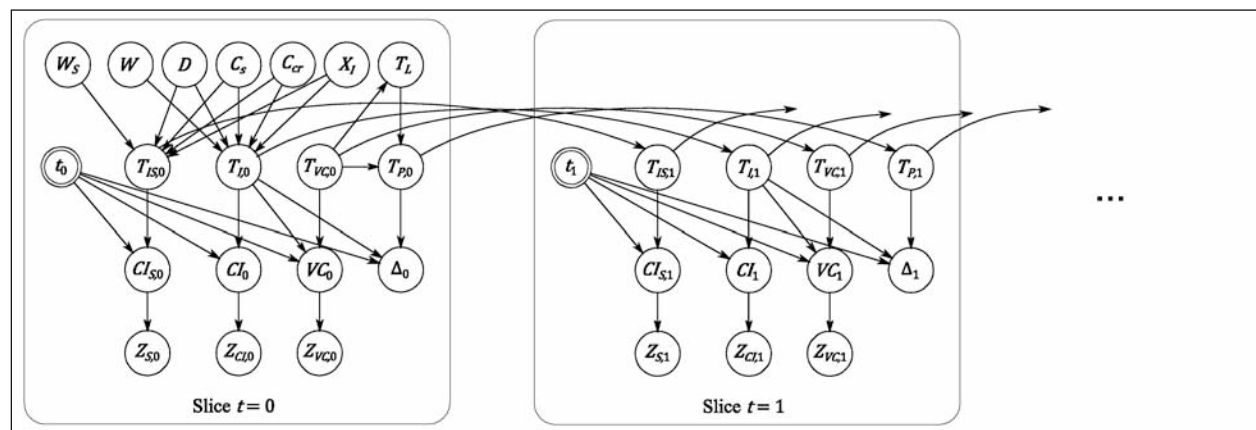 W_S W D C_s C_cr X_I T_L
t_0 T_IS,0 T_I,0 T_VC,0 T_P,0 t_1 T_IS,1 T_I,1 T_VC,1 T_P,1
...
CI_S,0 CI_0 VC_0 Δ_0 CI_S,1 CI_1 VC_1 Δ_1
Z_S,0 Z_CI,0 Z_VC,0 Z_S,1 Z_CI,1 Z_VC,1
Slice t = 0 Slice t = 1